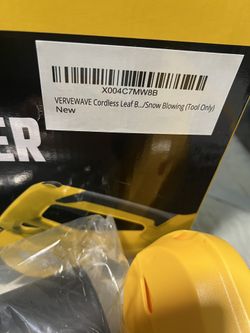 X004C7MW8B
VERVEWAVE Cordless Leaf B.../Snow Blowing (Tool Only)
New
ER